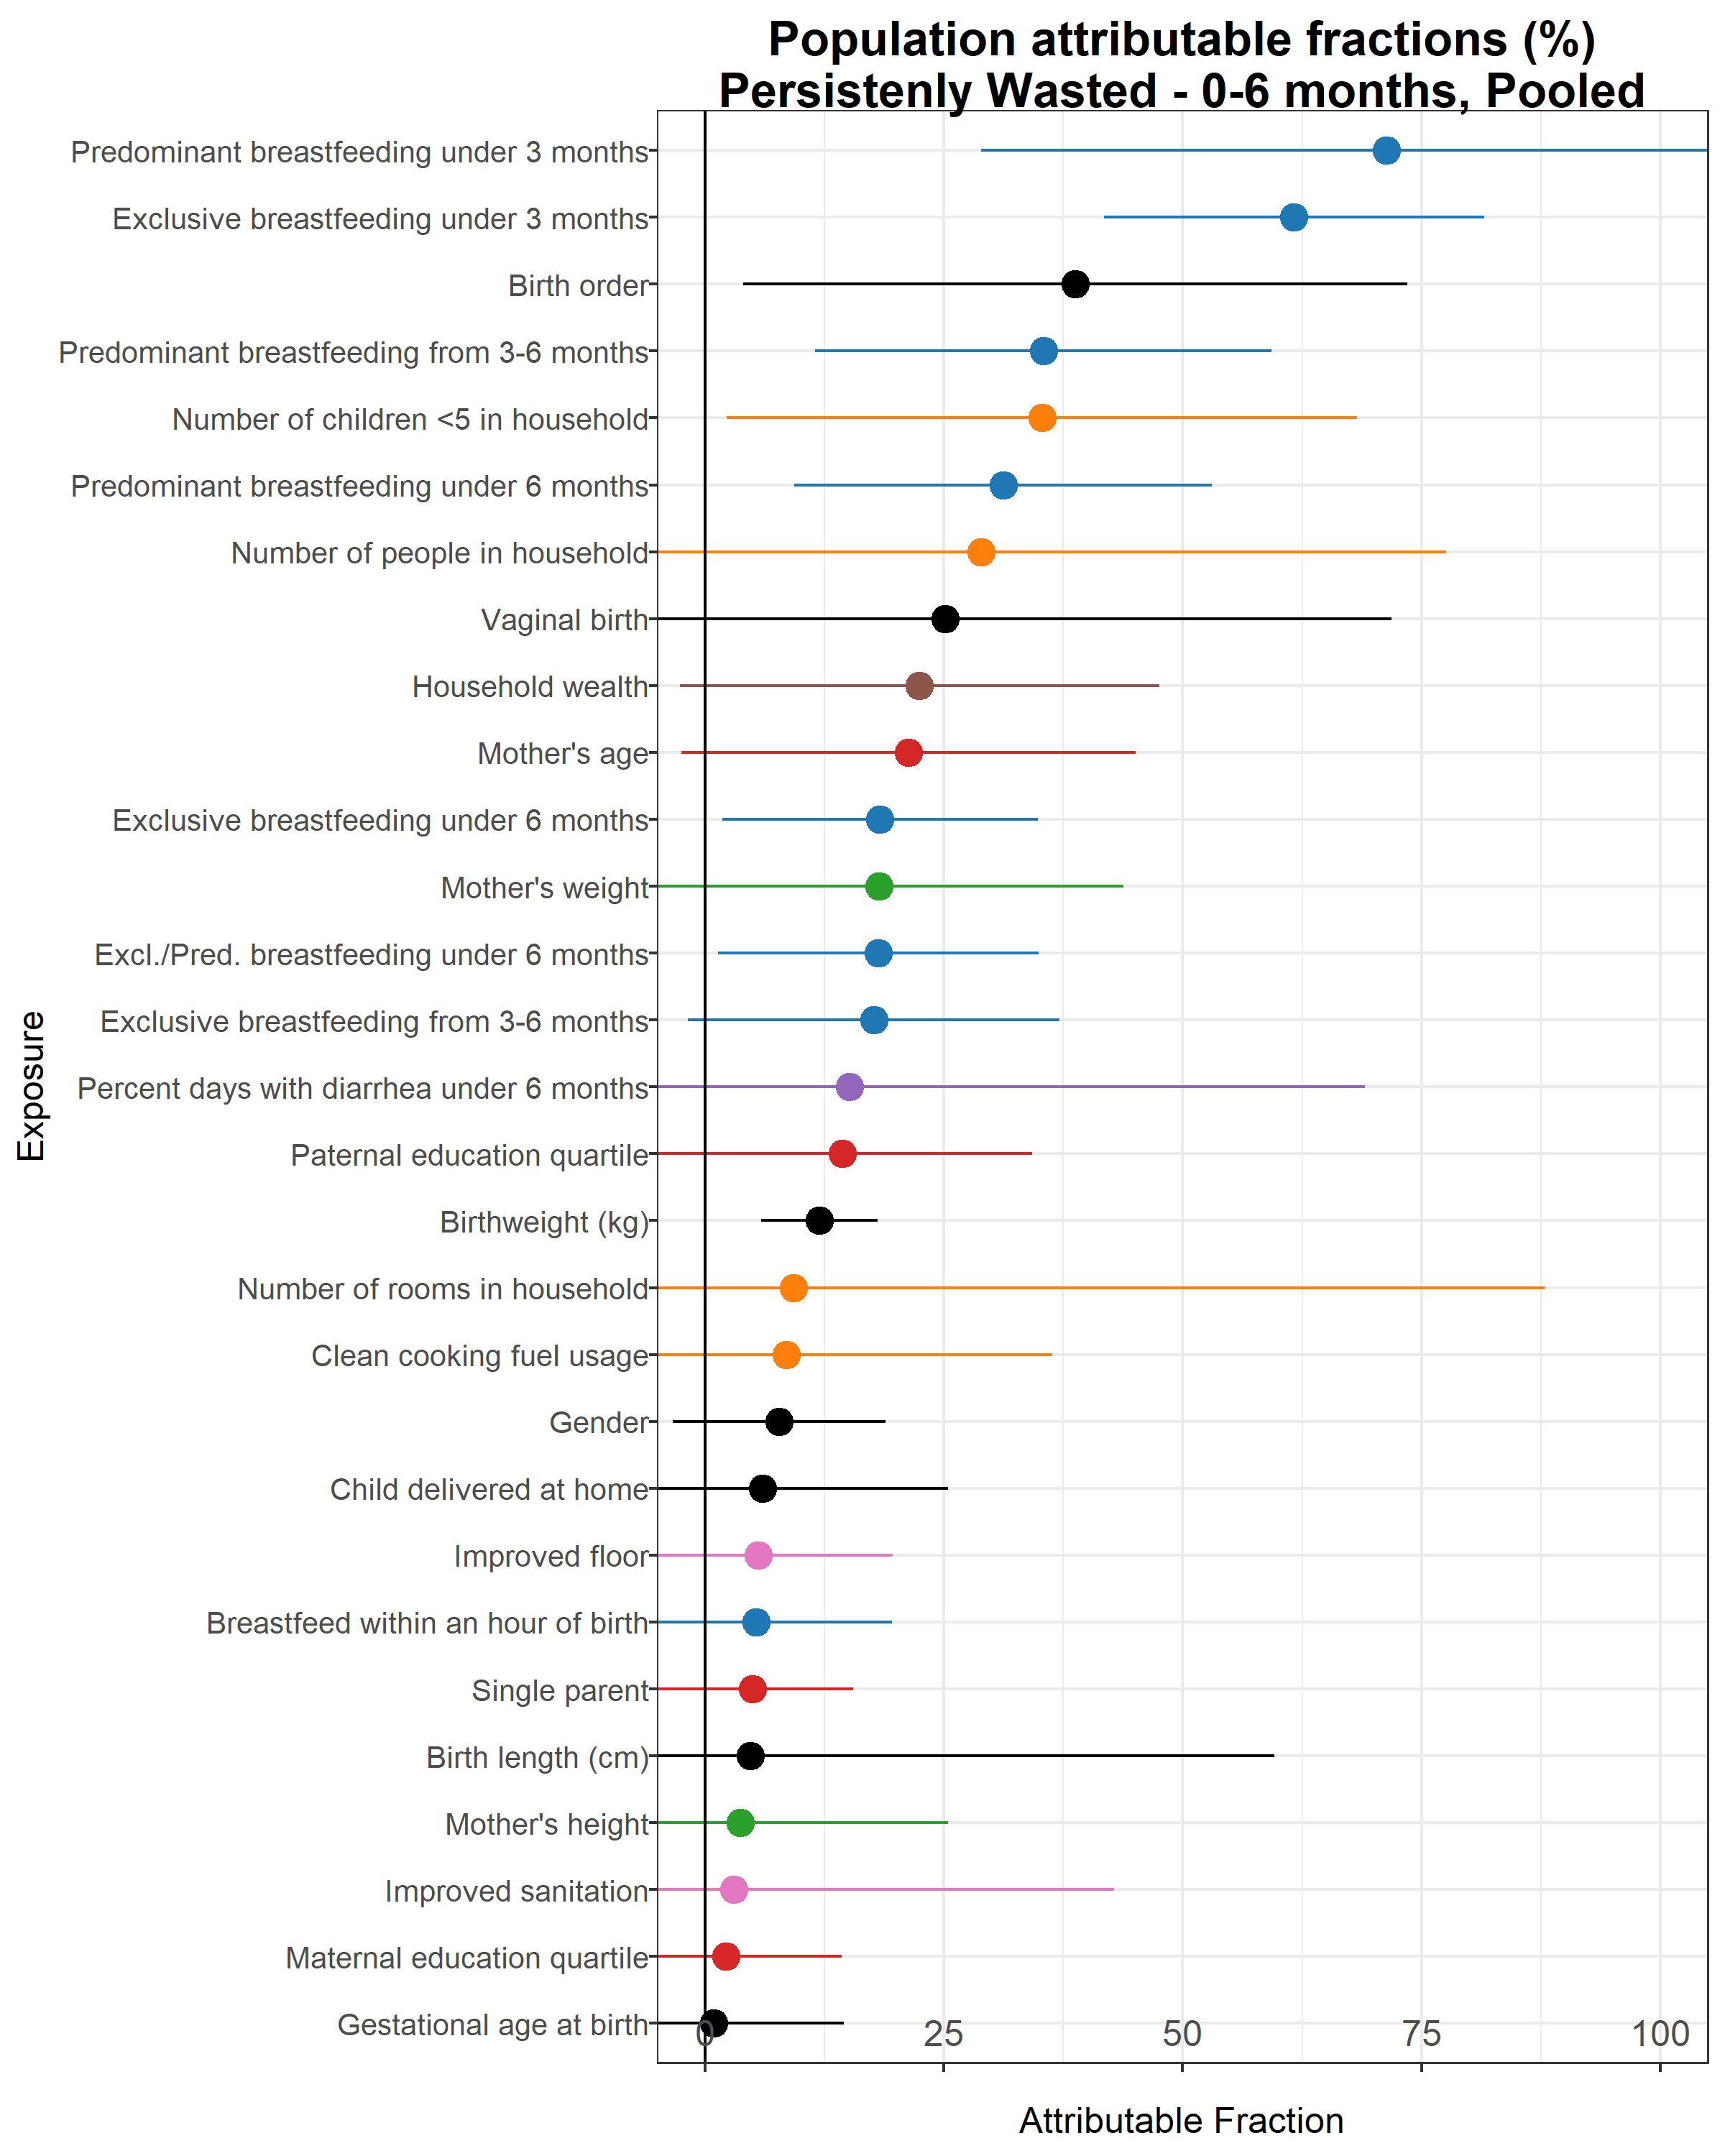 Population attributable fractions (%)
Persistenly Wasted - 0-6 months, Pooled
Predominant breastfeeding under 3 months
Exclusive breastfeeding under 3 months
Birth order
Predominant breastfeeding from 3-6 months
Number of children <5 in household
Predominant breastfeeding under 6 months
Number of people in household
Vaginal birth
Household wealth
Mother's age
Exclusive breastfeeding under 6 months
Mother's weight
Excl./Pred. breastfeeding under 6 months
Exclusive breastfeeding from 3-6 months
Percent days with diarrhea under 6 months
Paternal education quartile
Birthweight (kg)
Number of rooms in household
Clean cooking fuel usage
Gender
Child delivered at home
Improved floor
Breastfeed within an hour of birth
Single parent
Birth length (cm)
Mother's height
Improved sanitation
Maternal education quartile
Gestational age at birth
Exposure
0 25 50 75 100
Attributable Fraction